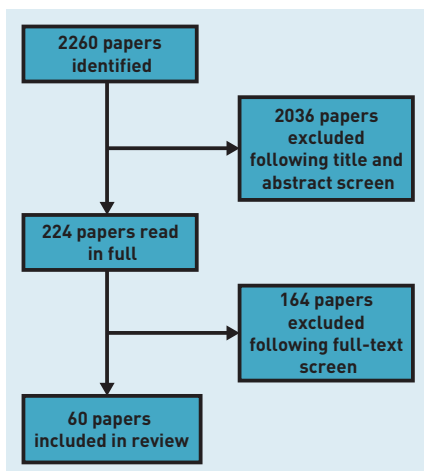 2260 papers
identified
2036 papers
excluded
following title and
abstract screen
224 papers read
in full
164 papers
excluded
following full-text
screen
60 papers
included in review